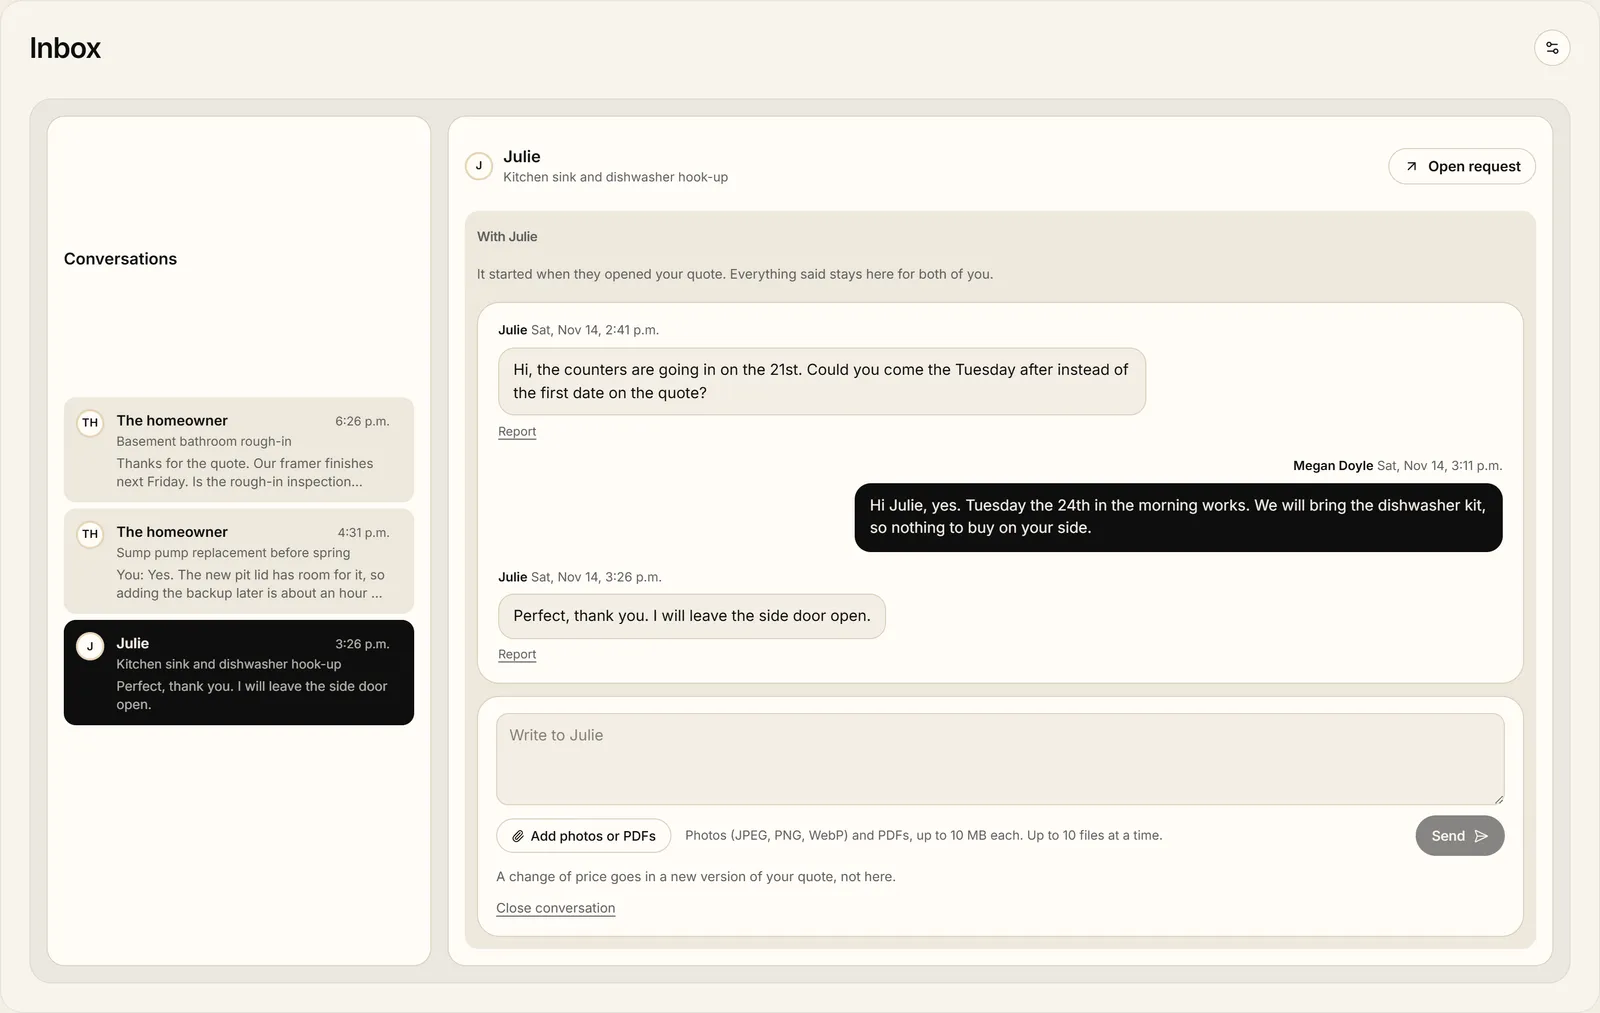 Inbox
Conversations
TH
The homeowner
6:26 p.m.
Basement bathroom rough-in
Thanks for the quote. Our framer finishes
next Friday. Is the rough-in inspection...
TH
The homeowner
4:31 p.m.
Sump pump replacement before spring
You: Yes. The new pit lid has room for it, so
adding the backup later is about an hour ...
J
Julie
3:26 p.m.
Kitchen sink and dishwasher hook-up
Perfect, thank you. I will leave the side door
open.
J
Julie
Kitchen sink and dishwasher hook-up
Open request
With Julie
It started when they opened your quote. Everything said stays here for both of you.
Julie Sat, Nov 14, 2:41 p.m.
Hi, the counters are going in on the 21st. Could you come the Tuesday after instead of
the first date on the quote?
Report
Megan Doyle Sat, Nov 14, 3:11 p.m.
Hi Julie, yes. Tuesday the 24th in the morning works. We will bring the dishwasher kit,
so nothing to buy on your side.
Julie Sat, Nov 14, 3:26 p.m.
Perfect, thank you. I will leave the side door open.
Report
Write to Julie
Add photos or PDFs
Photos (JPEG, PNG, WebP) and PDFs, up to 10 MB each. Up to 10 files at a time.
Send
A change of price goes in a new version of your quote, not here.
Close conversation